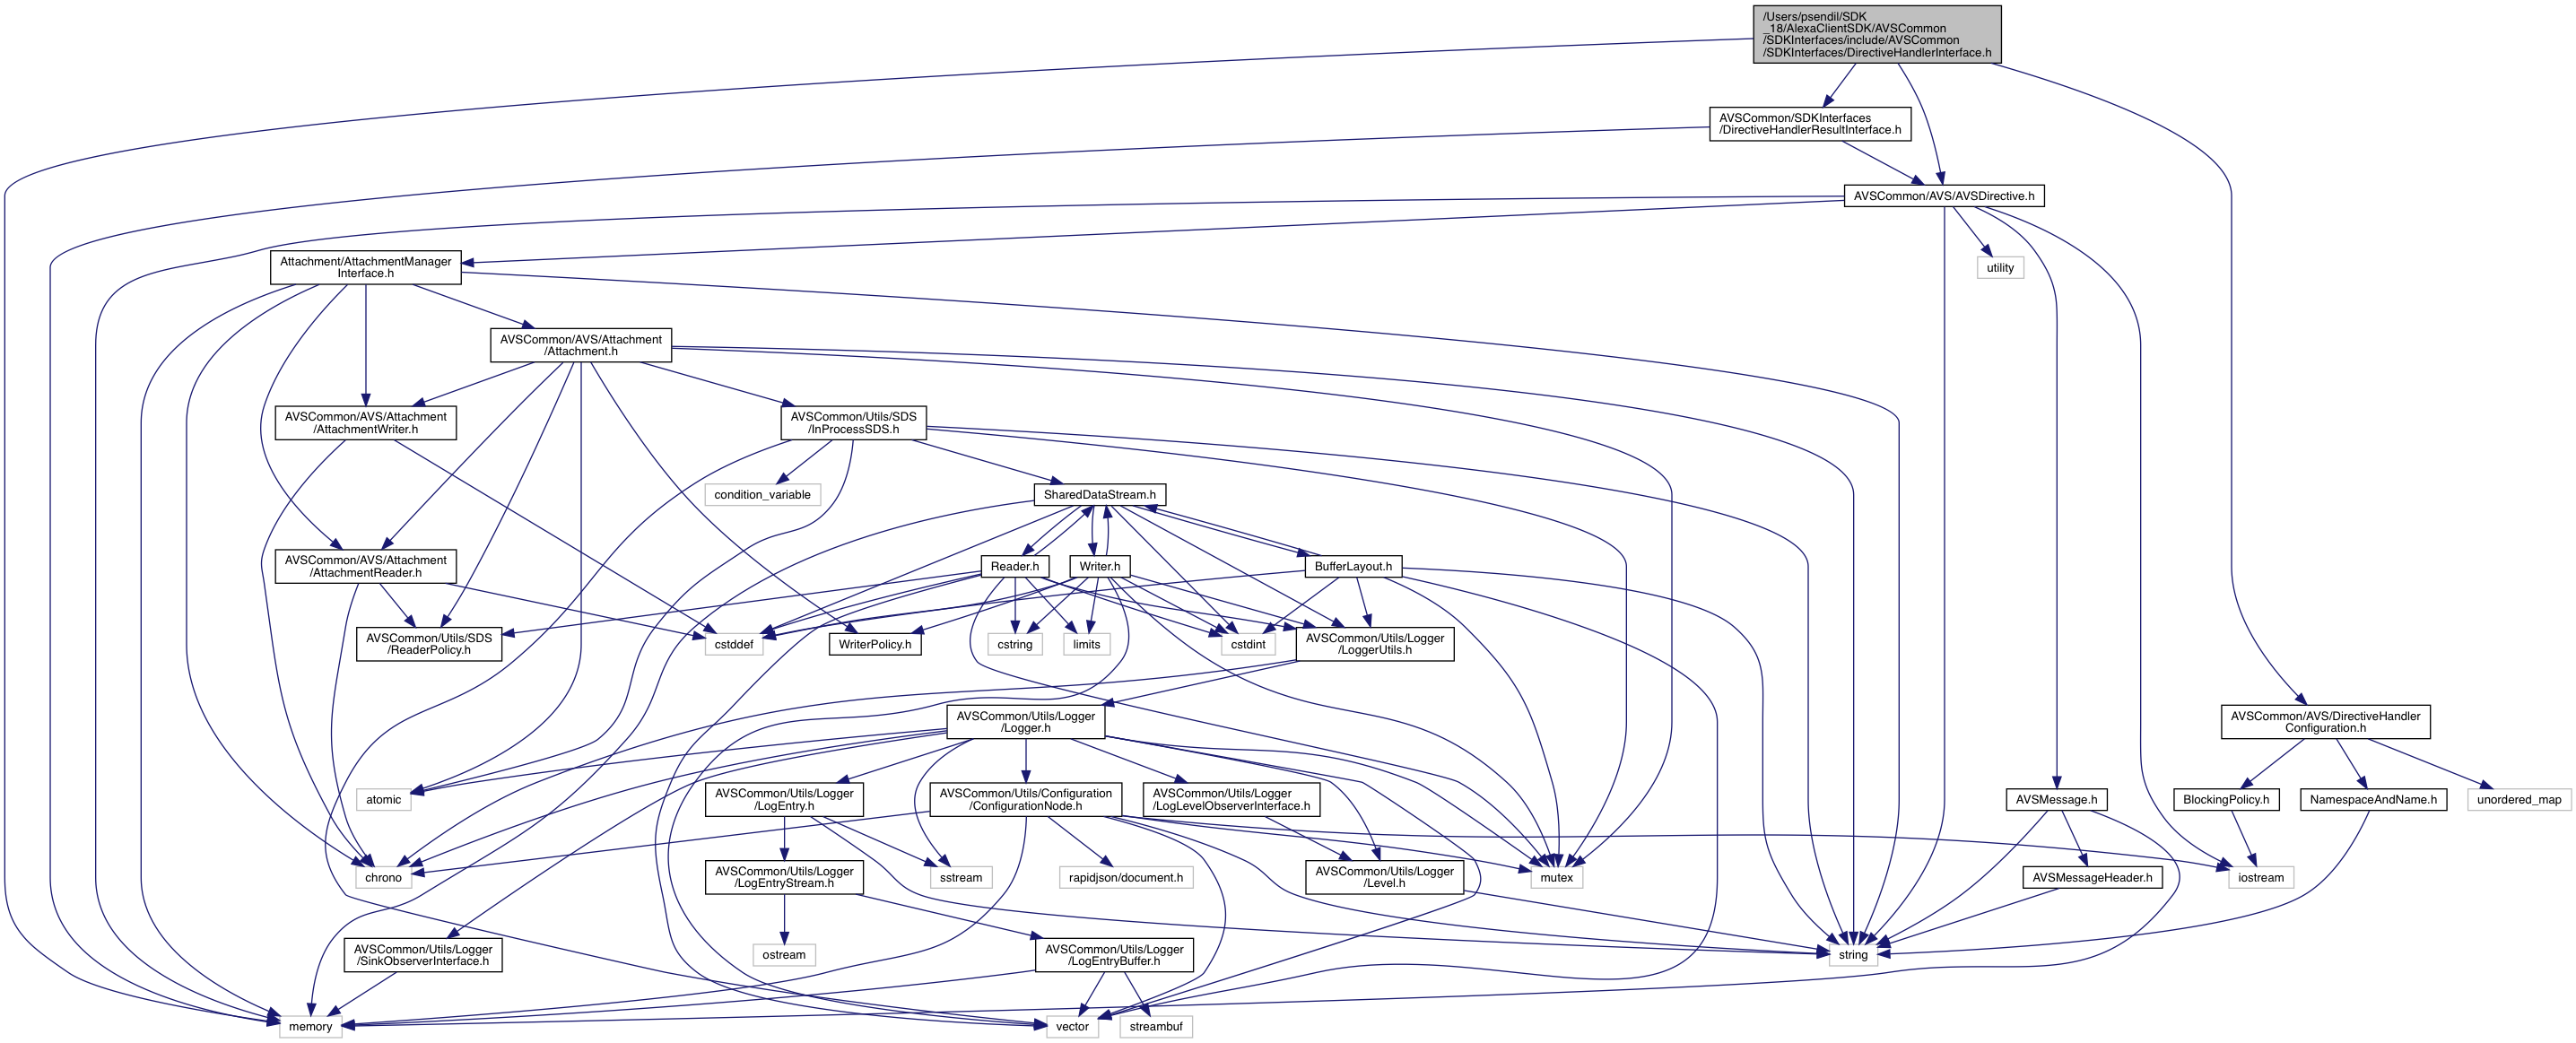 /Users/psendil/SDK
_18/AlexaClientSDK/AVSCommon
/SDKInterfaces/include/AVSCommon
/SDKInterfaces/DirectiveHandlerInterface.h
AVSCommon/SDKInterfaces
/DirectiveHandlerResultInterface.h
AVSCommon/AVS/AVSDirective.h
Attachment/AttachmentManager
Interface.h
utility
AVSCommon/AVS/Attachment
/Attachment.h
AVSCommon/AVS/Attachment
/AttachmentWriter.h
AVSCommon/Utils/SDS
/InProcessSDS.h
condition_variable
SharedDataStream.h
AVSCommon/AVS/Attachment
/AttachmentReader.h
Reader.h
Writer.h
BufferLayout.h
AVSCommon/Utils/SDS
/ReaderPolicy.h
cstddef
WriterPolicy.h
cstring
limits
cstdint
AVSCommon/Utils/Logger
/LoggerUtils.h
AVSCommon/Utils/Logger
/Logger.h
AVSCommon/AVS/DirectiveHandler
Configuration.h
atomic
AVSCommon/Utils/Logger
/LogEntry.h
AVSCommon/Utils/Configuration
/ConfigurationNode.h
AVSCommon/Utils/Logger
/LogLevelObserverInterface.h
AVSMessage.h
BlockingPolicy.h
NamespaceAndName.h
unordered_map
chrono
AVSCommon/Utils/Logger
/LogEntryStream.h
sstream
rapidjson/document.h
AVSCommon/Utils/Logger
/Level.h
mutex
AVSMessageHeader.h
iostream
AVSCommon/Utils/Logger
/SinkObserverInterface.h
ostream
AVSCommon/Utils/Logger
/LogEntryBuffer.h
string
memory
vector
streambuf